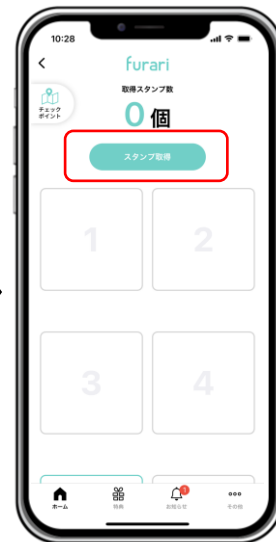 10:28
furari
チェック
ポイント
取得スタンプ数
0個
スタンプ取得
1
2
3
4
1
ホーム
特典
お知らせ
その他